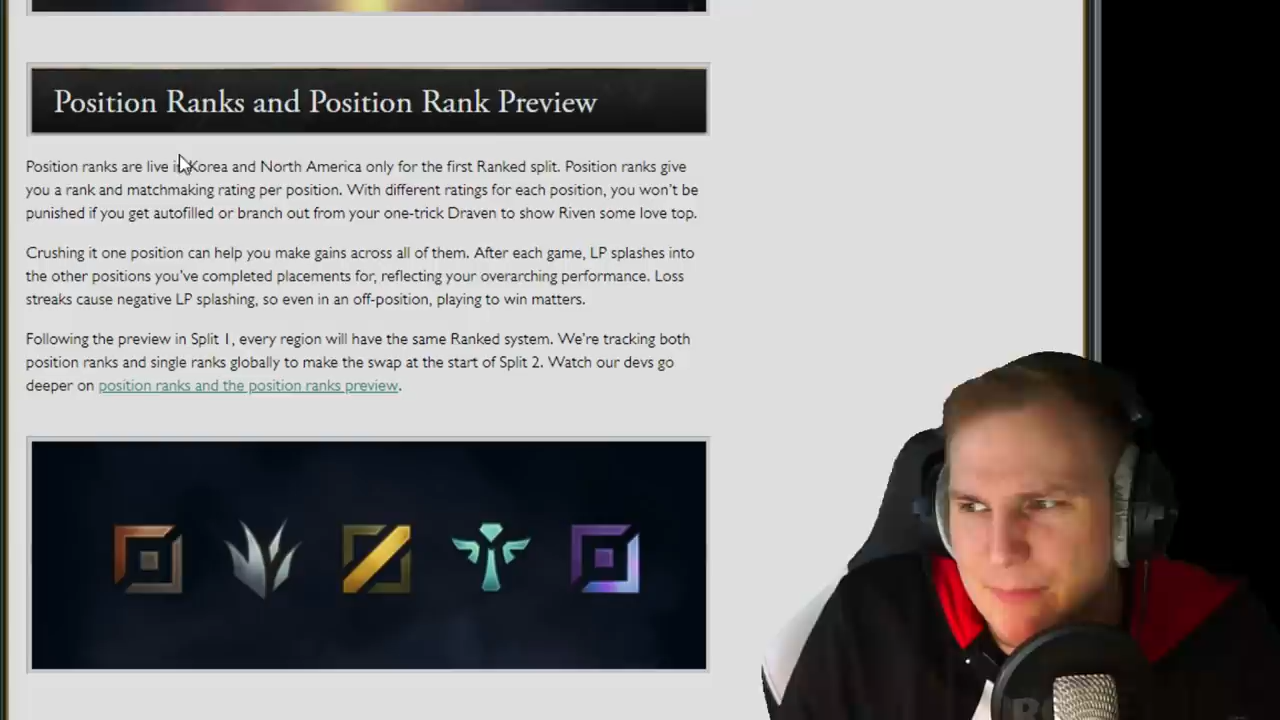 Position Ranks and Position Rank Preview
Position ranks are live in Korea and North America only for the first Ranked split. Position ranks give
you a rank and matchmaking rating per position. With different ratings for each position, you won't be
punished if you get autofilled or branch out from your one-trick Draven to show Riven some love top.
Crushing it one position can help you make gains across all of them. After each game, LP splashes into
the other positions you've completed placements for, reflecting your overarching performance. Loss
streaks cause negative LP splashing, so even in an off-position, playing to win matters.
Following the preview in Split 1, every region will have the same Ranked system. We're tracking both
position ranks and single ranks globally to make the swap at the start of Split 2. Watch our devs go
deeper on position ranks and the position ranks preview.